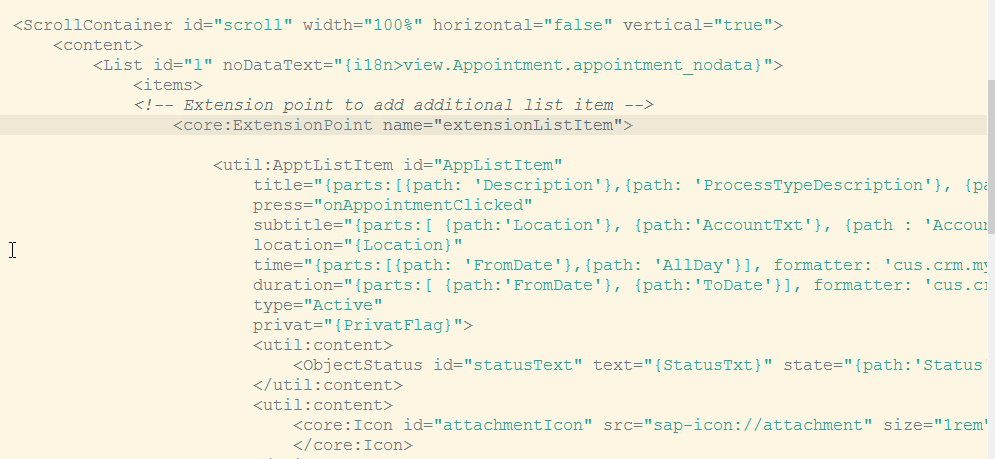 <ScrollContainer id="scroll" width="100%" horizontal="false" vertical="true">
<content>
<List id="l" noDataText="{i18n>view.Appointment.appointment_nodata}">
<items>
<!-- Extension point to add additional list item -->
<core:ExtensionPoint name="extensionListItem">
<util:ApptListItem id="AppListItem"
title="{parts:[{path: 'Description'},{path: 'ProcessTypeDescription'}, {pa
press="onAppointmentClicked"
subtitle="{parts:[ {path:'Location'}, {path:'AccountTxt'}, {path : 'Accou
location="{Location}"
time="{parts:[{path: 'FromDate'},{path: 'AllDay'}], formatter: 'cus.crm.my
duration="{parts:[ {path:'FromDate'}, {path:'ToDate'}], formatter: 'cus.cr
type="Active"
privat="{PrivatFlag}">
<util:content>
<ObjectStatus id="statusText" text="{StatusTxt}" state="{path:'Status
</util:content>
<util:content>
<core:Icon id="attachmentIcon" src="sap-icon://attachment" size="1rem"
</core:Icon>